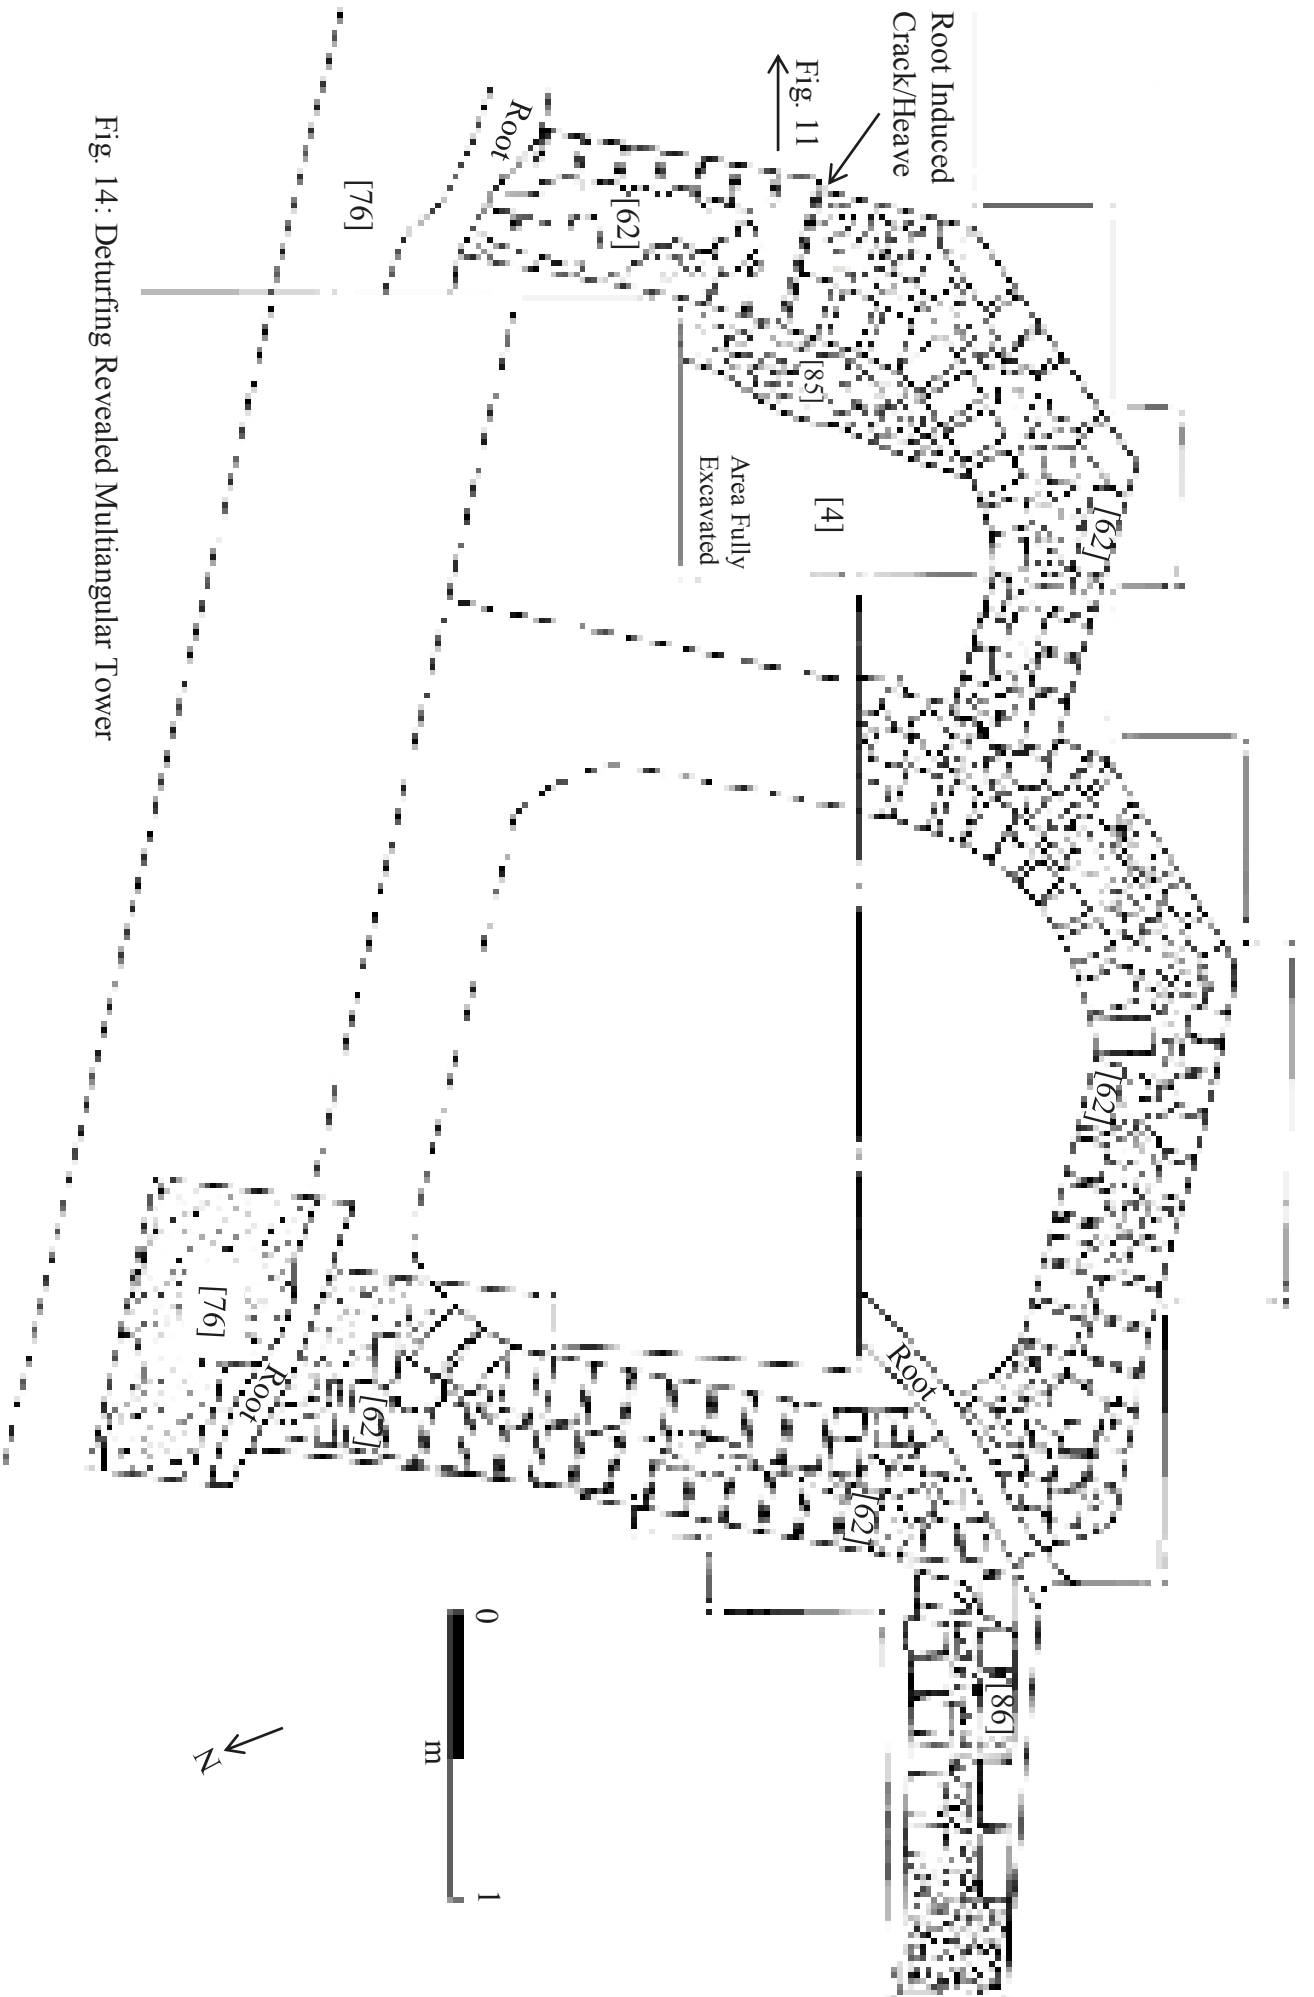 Root Induced
Crack/Heave
Fig. 11
Root
[62]
[76]
[85]
[4]
Area Fully
Excavated
[62]
[62]
Root
[62]
[62]
Root
[76]
[86]
0
m
1
N
Fig. 14: Deturfing Revealed Multiangular Tower